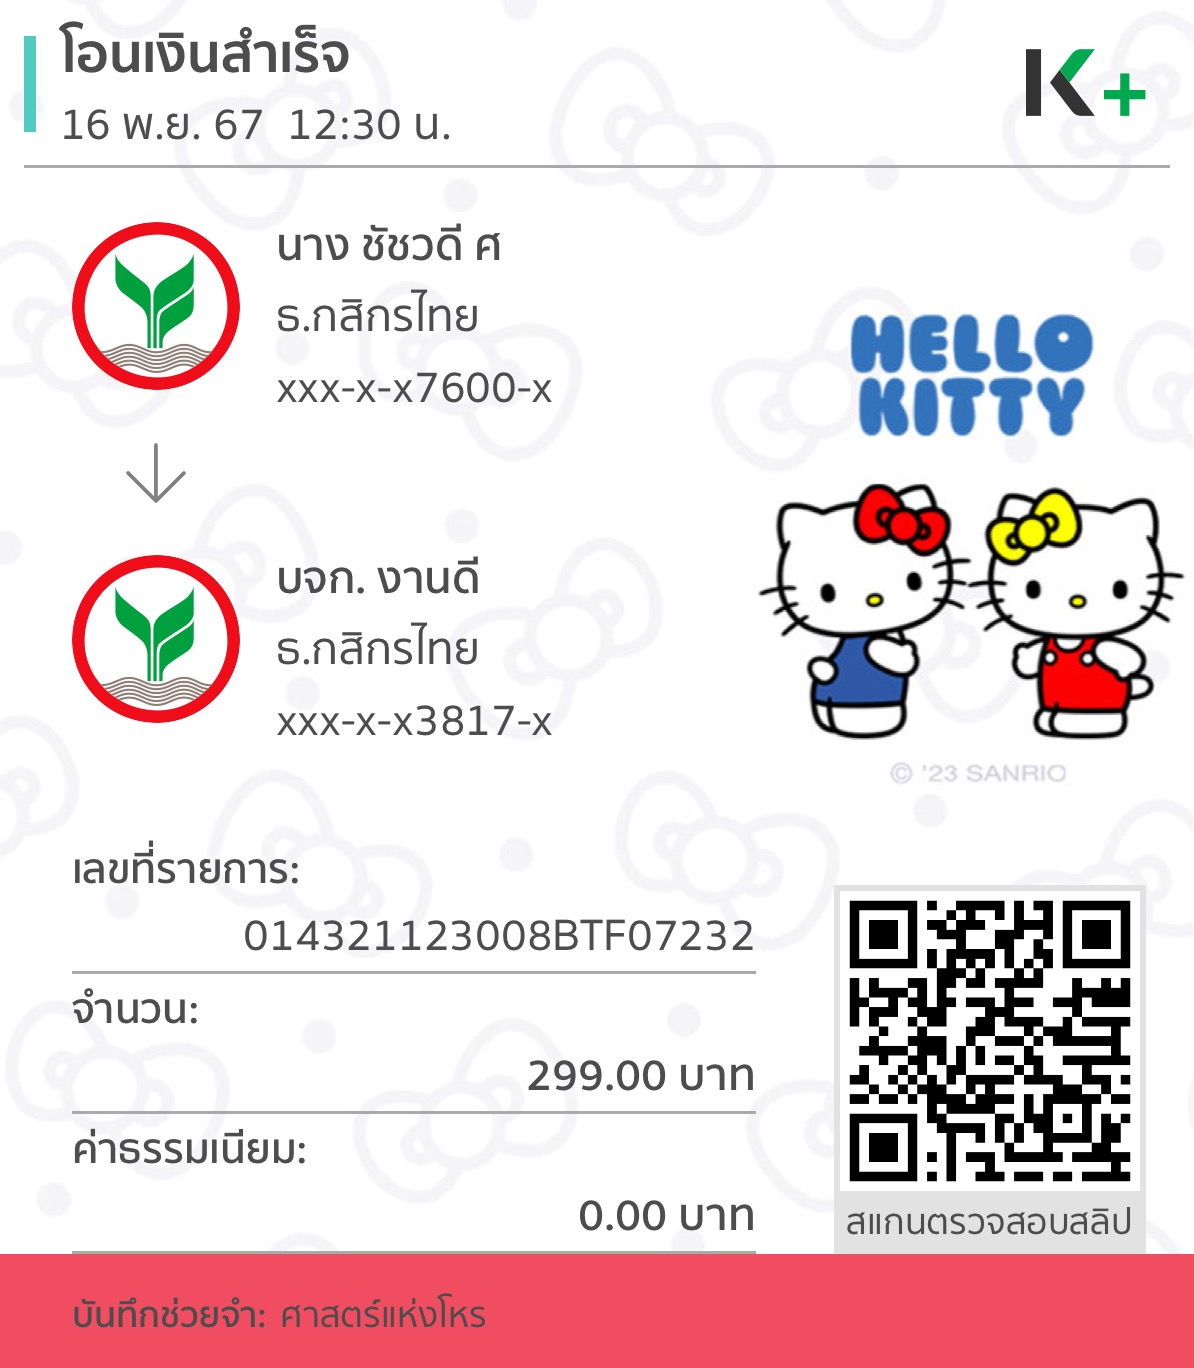 โอนเงินสำเร็จ
16 พ.ย. 67  12:30 น.
K+
นาง ชัชวดี ศ
ธ.กสิกรไทย
xxx-x-x7600-x
HELLO
KITTY
บจก. งานดี
ธ.กสิกรไทย
xxx-x-x3817-x
© '23 SANRIO
เลขที่รายการ:
014321123008BTF07232
จำนวน:
299.00 บาท
ค่าธรรมเนียม:
0.00 บาท
สแกนตรวจสอบสลิป
บันทึกช่วยจำ: ศาสตร์แห่งโหร